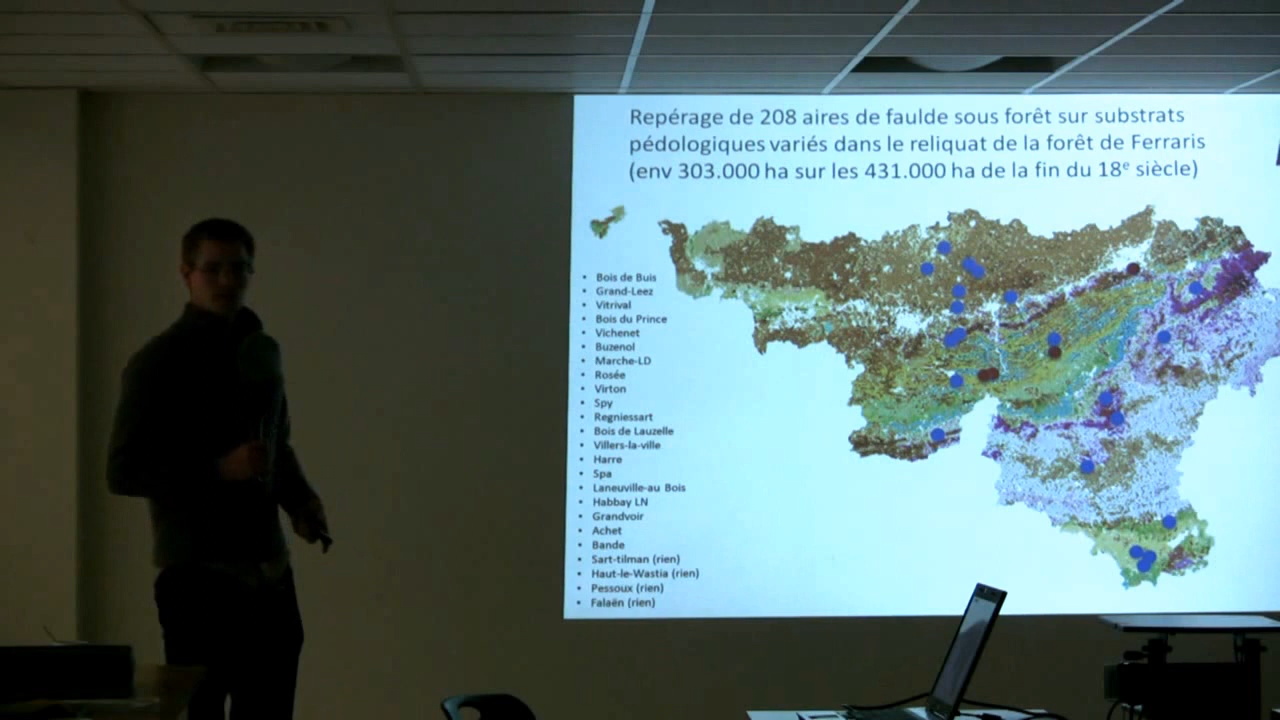 Repérage de 208 aires de faulde sous forêt sur substrats
pédologiques variés dans le reliquat de la forêt de Ferraris
(env 303.000 ha sur les 431.000 ha de la fin du 18e siècle)
• Bois de Buis
• Grand-Leez
• Vitrival
• Bois du Prince
• Vichenet
• Buzenol
• Marche-LD
• Rosée
• Virton
• Spy
• Regniessart
• Bois de Lauzelle
• Villers-la-ville
• Harre
• Spa
• Laneuville-au Bois
• Habbay LN
• Grandvoir
• Achet
• Bande
• Sart-tilman (rien)
• Haut-le-Wastia (rien)
• Pessoux (rien)
• Falaën (rien)